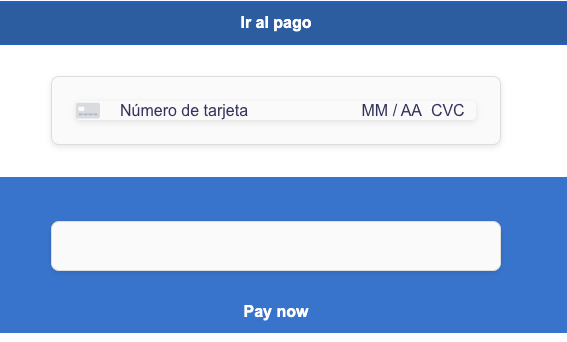 Ir al pago
Número de tarjeta MM / AA CVC
Pay now